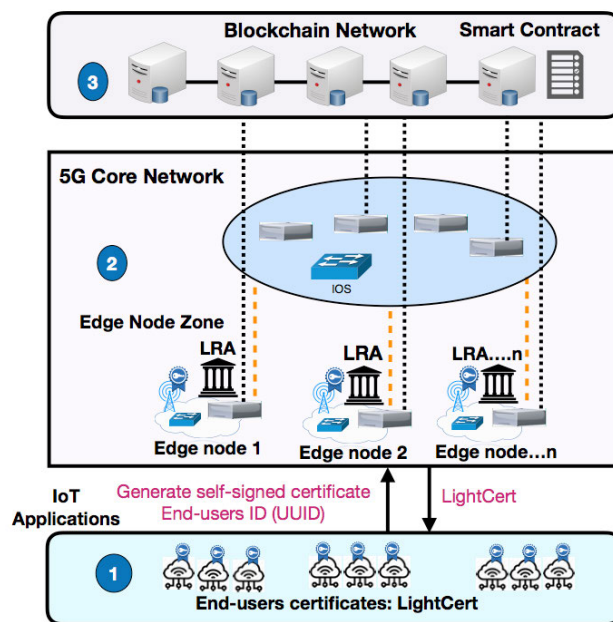 Blockchain Network
Smart Contract
3
5G Core Network
2
IOS
Edge Node Zone
LRA
LRA
LRA....n
Edge node 1
Edge node 2
Edge node...n
IoT
Applications
Generate self-signed certificate
End-users ID (UUID)
LightCert
1
End-users certificates: LightCert